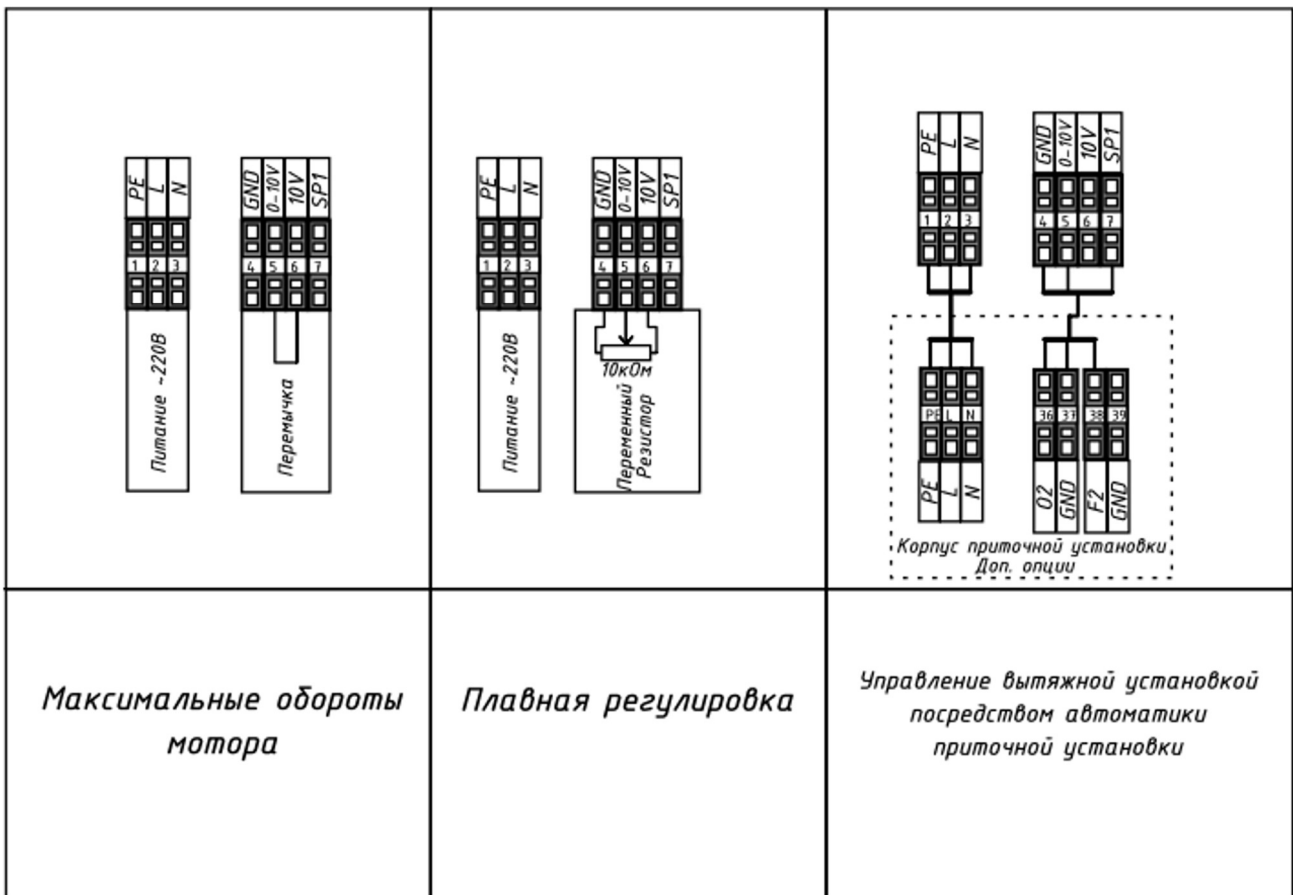 PE
L
N
1
2
3
Питание ~220В
GND
0-10V
10V
SP1
4
5
6
7
Перемычка
Максимальные обороты
мотора
PE
L
N
1
2
3
Питание ~220В
GND
0-10V
10V
SP1
4
5
6
7
10кОм
Переменный
Резистор
Плавная регулировка
PE
L
N
1
2
3
GND
0-10V
10V
SP1
4
5
6
7
PE
L
N
PE
L
N
36
37
38
39
O2
GND
F2
GND
Корпус приточной установки
Доп. опции
Управление вытяжной установкой
посредством автоматики
приточной установки